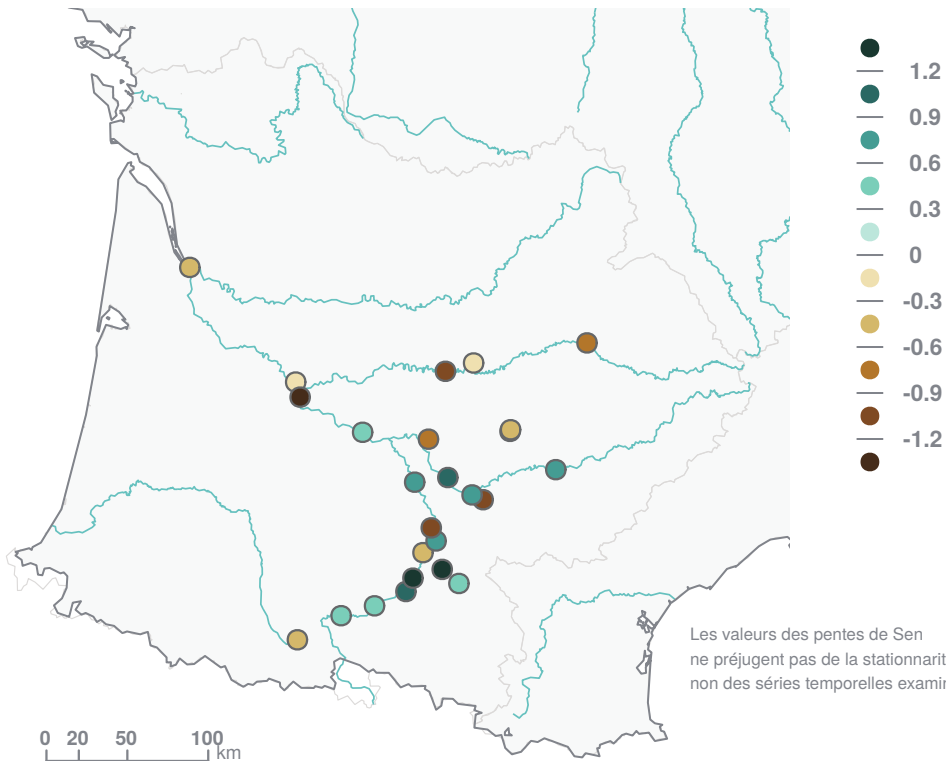 1.2
0.9
0.6
0.3
0
-0.3
-0.6
-0.9
-1.2
Les valeurs des pentes de Sen
ne préjugent pas de la stationnarit
non des séries temporelles examin
0 20 50 100
km